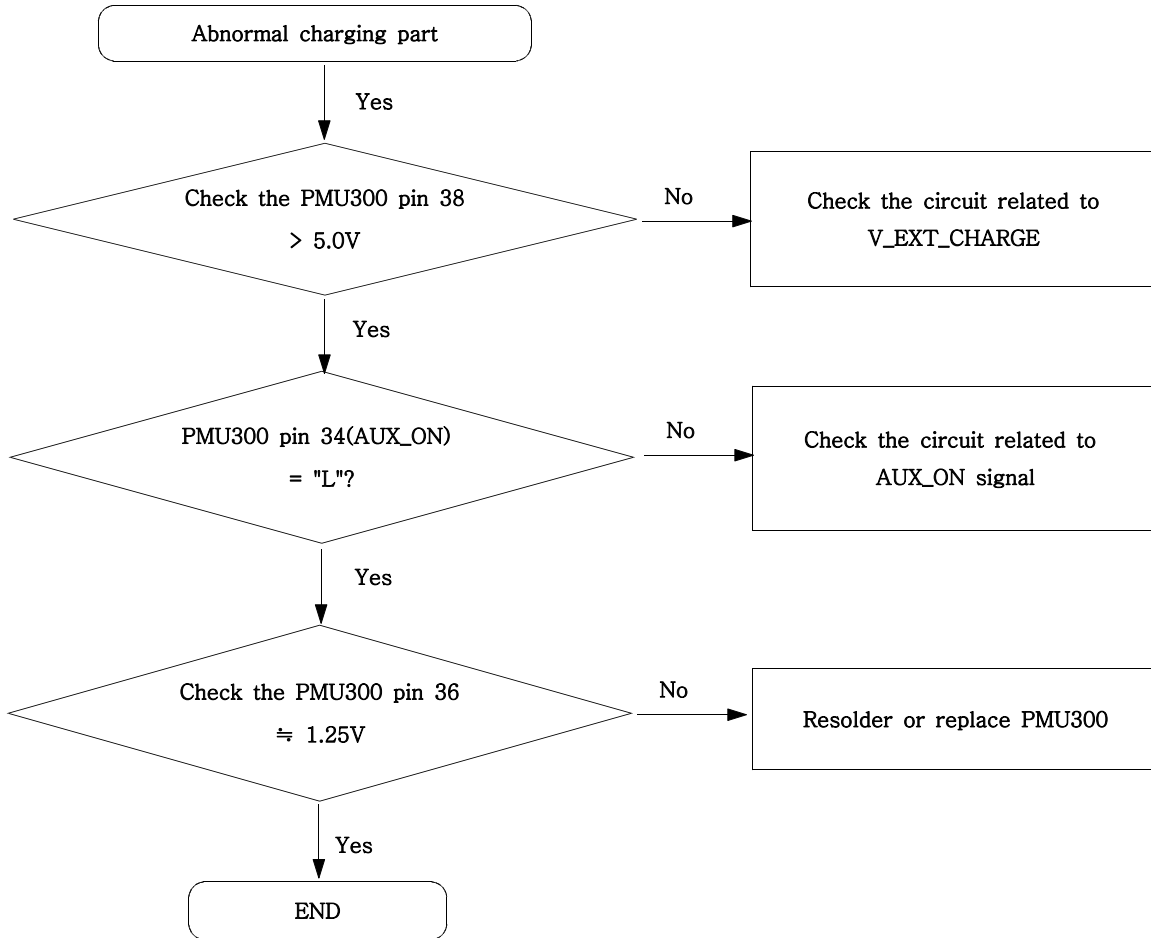 Abnormal charging part
Yes
Check the PMU300 pin 38
> 5.0V
No
Check the circuit related to
V_EXT_CHARGE
Yes
PMU300 pin 34(AUX_ON)
= "L"?
No
Check the circuit related to
AUX_ON signal
Yes
Check the PMU300 pin 36
≒ 1.25V
No
Resolder or replace PMU300
Yes
END